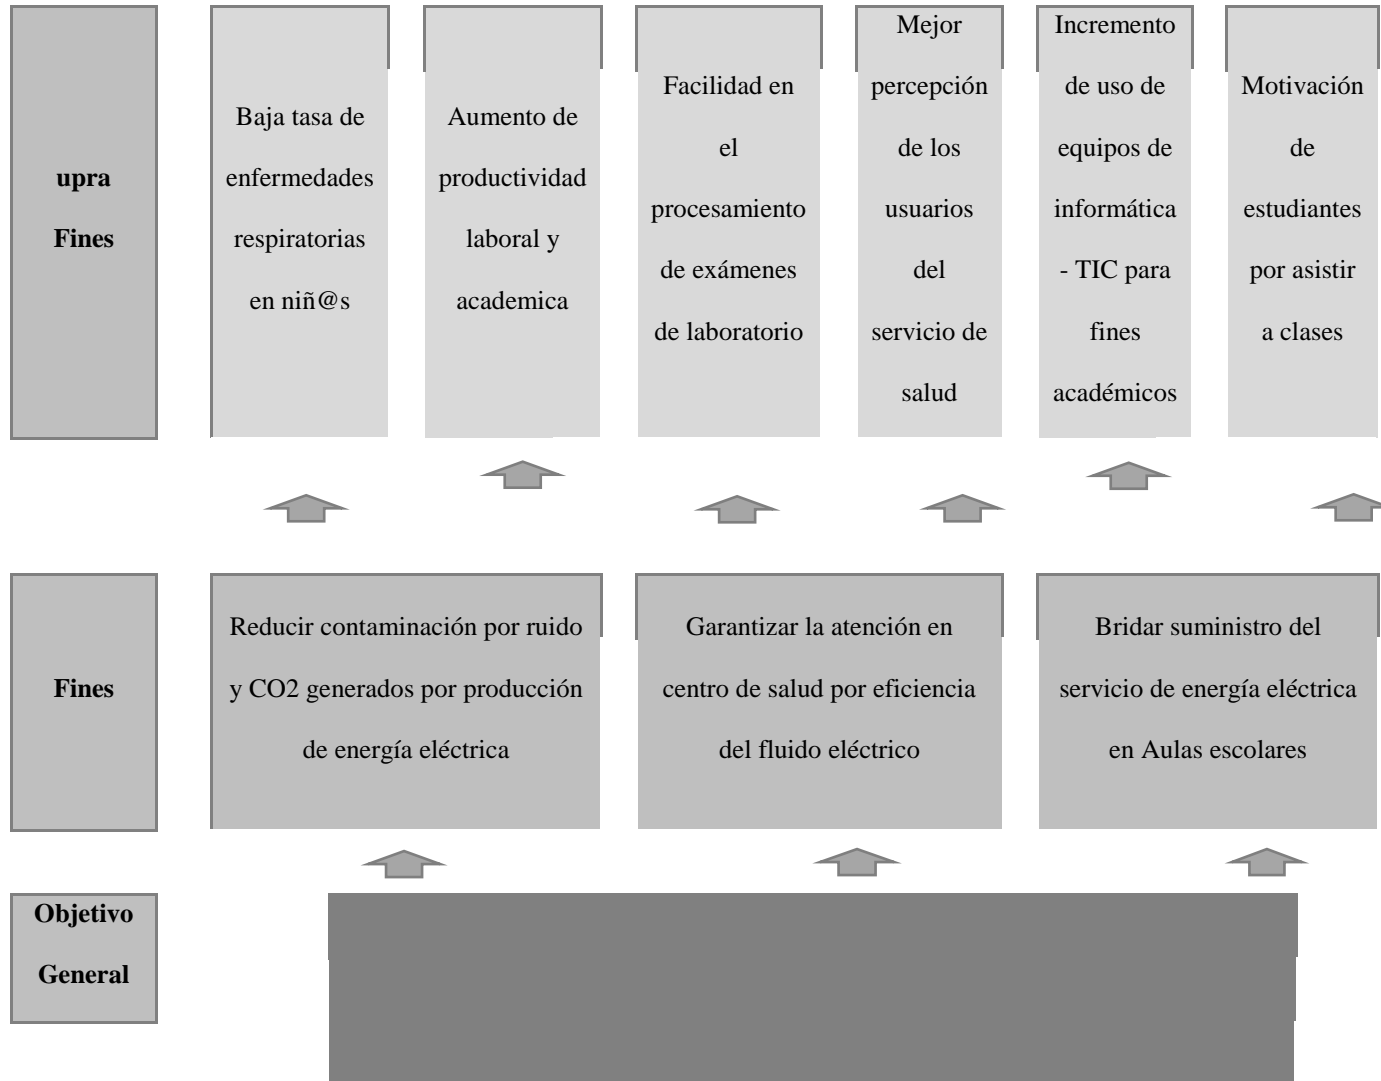 upra
Fines
Baja tasa de
enfermedades
respiratorias
en niñ@s
Aumento de
productividad
laboral y
academica
Facilidad en
el
procesamiento
de exámenes
de laboratorio
Mejor
percepción
de los
usuarios
del
servicio de
salud
Incremento
de uso de
equipos de
informática
- TIC para
fines
académicos
Motivación
de
estudiantes
por asistir
a clases
Fines
Reducir contaminación por ruido
y CO2 generados por producción
de energía eléctrica
Garantizar la atención en
centro de salud por eficiencia
del fluido eléctrico
Bridar suministro del
servicio de energía eléctrica
en Aulas escolares
Objetivo
General